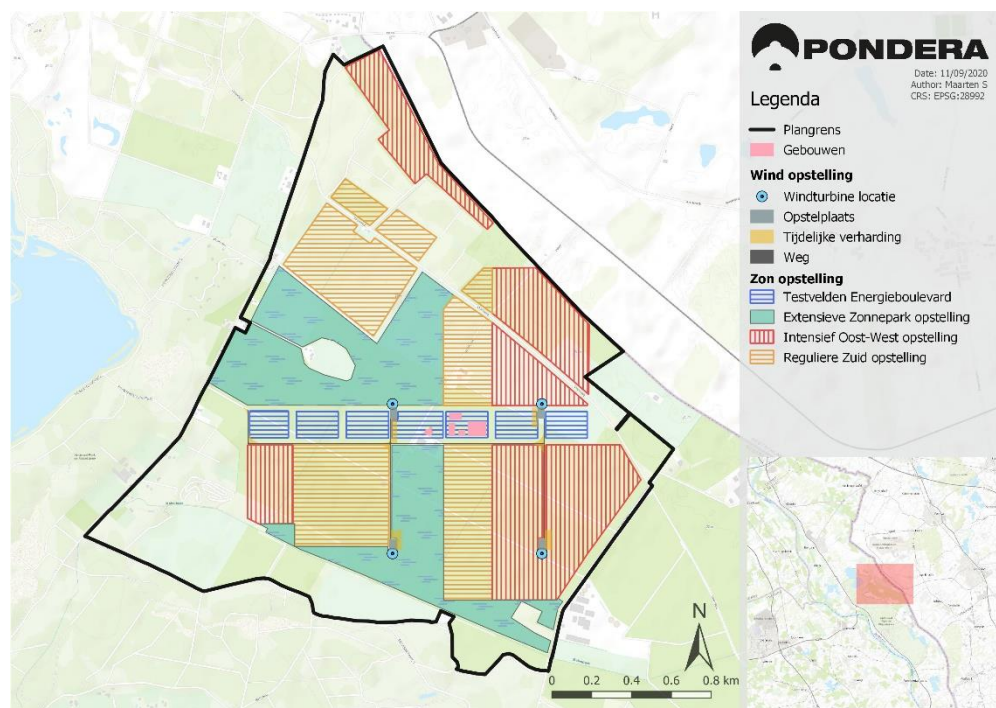 PONDERA
Date: 11/09/2020
Author: Maarten S
CRS: EPSG:28992
Legenda
Plangrens
Gebouwen
Wind opstelling
Windturbine locatie
Opstelplaats
Tijdelijke verharding
Weg
Zon opstelling
Testvelden Energieboulevard
Extensieve Zonnepark opstelling
Intensief Oost-West opstelling
Reguliere Zuid opstelling
N
0 0.2 0.4 0.6 0.8 km